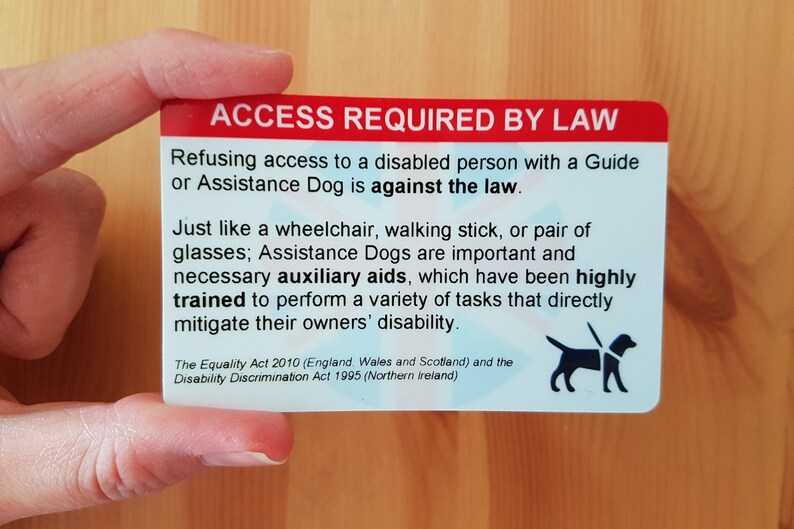 ACCESS REQUIRED BY LAW
Refusing access to a disabled person with a Guide
or Assistance Dog is against the law.
Just like a wheelchair, walking stick, or pair of
glasses; Assistance Dogs are important and
necessary auxiliary aids, which have been highly
trained to perform a variety of tasks that directly
mitigate their owners' disability.
The Equality Act 2010 (England, Wales and Scotland) and the
Disability Discrimination Act 1995 (Northern Ireland)